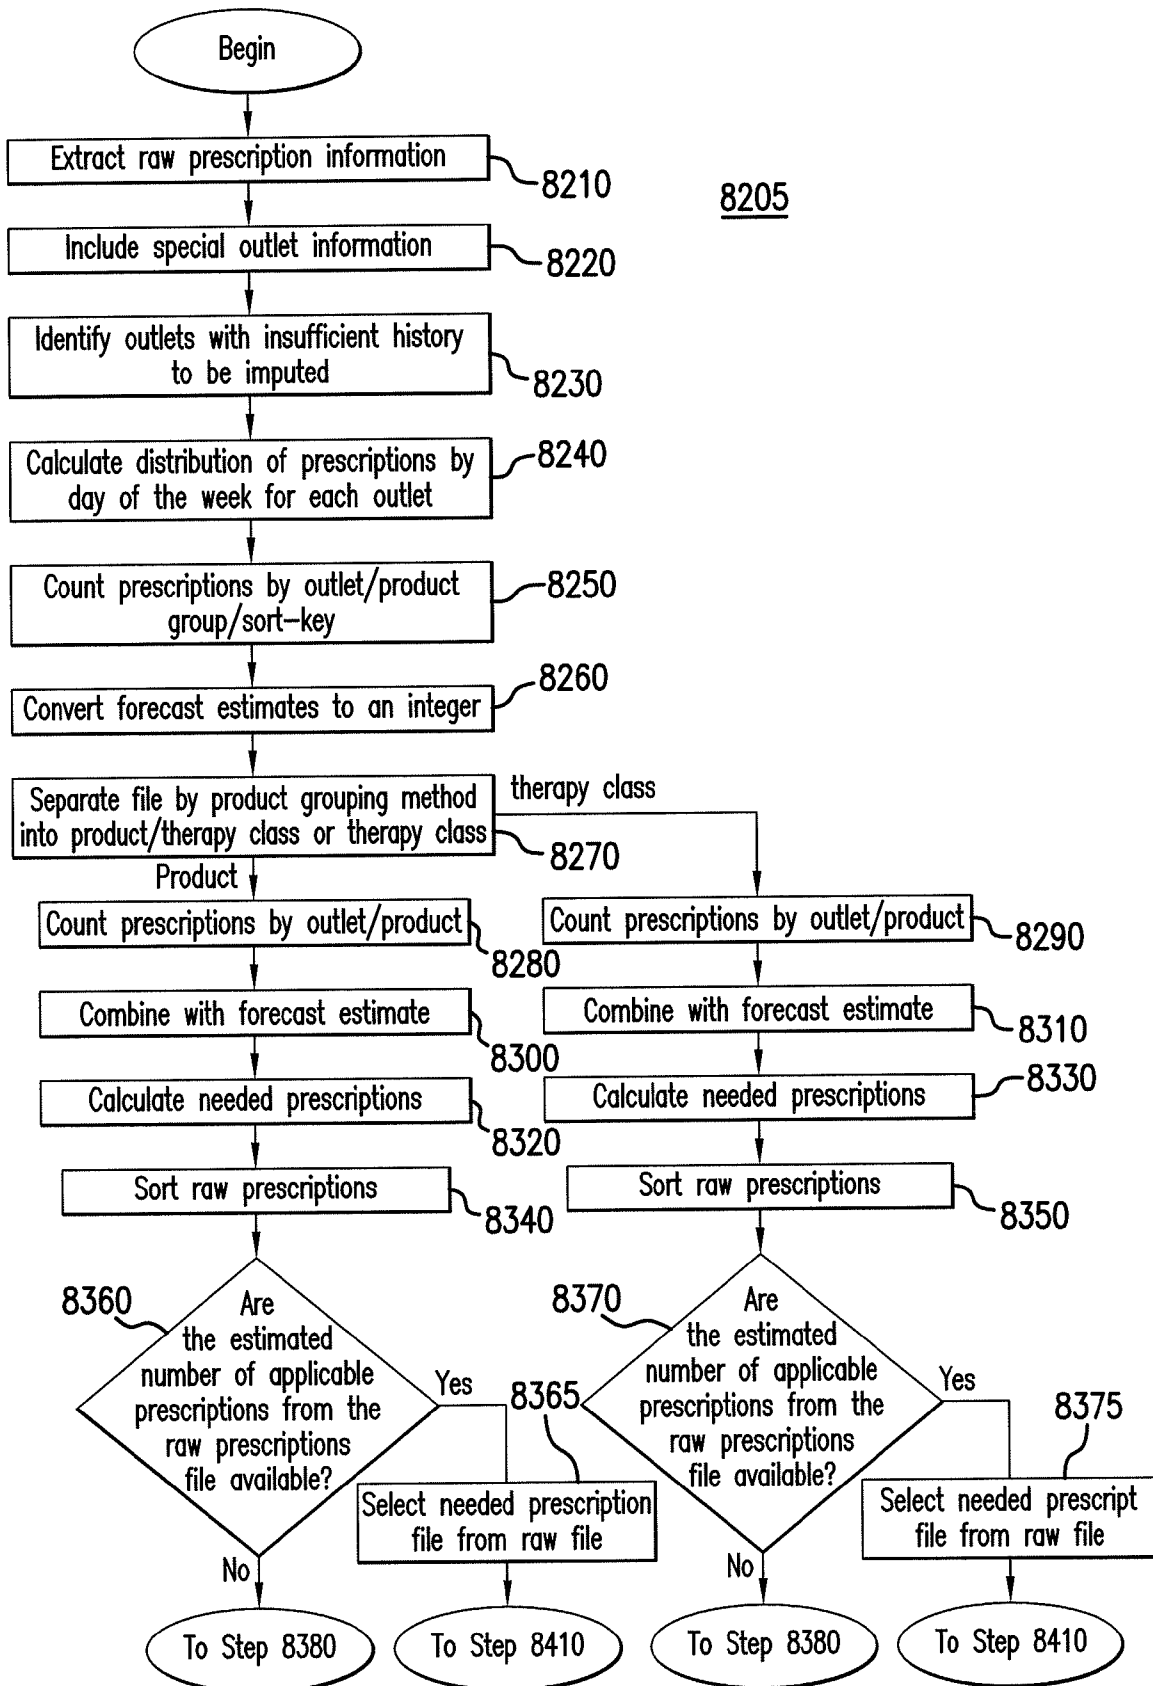 Begin
Extract raw prescription information
8210
8205
Include special outlet information
8220
Identify outlets with insufficient history
to be imputed
8230
Calculate distribution of prescriptions by
day of the week for each outlet
8240
Count prescriptions by outlet/product
group/sort-key
8250
Convert forecast estimates to an integer
8260
Separate file by product grouping method
into product/therapy class or therapy class
8270
therapy class
Product
Count prescriptions by outlet/product
8280
Count prescriptions by outlet/product
8290
Combine with forecast estimate
8300
Combine with forecast estimate
8310
Calculate needed prescriptions
8320
Calculate needed prescriptions
8330
Sort raw prescriptions
8340
Sort raw prescriptions
8350
8360
Are
the estimated
number of applicable
prescriptions from the
raw prescriptions
file available?
Yes
8365
Select needed prescription
file from raw file
No
To Step 8380
To Step 8410
8370
Are
the estimated
number of applicable
prescriptions from the
raw prescriptions
file available?
Yes
8375
Select needed prescript
file from raw file
No
To Step 8380
To Step 8410